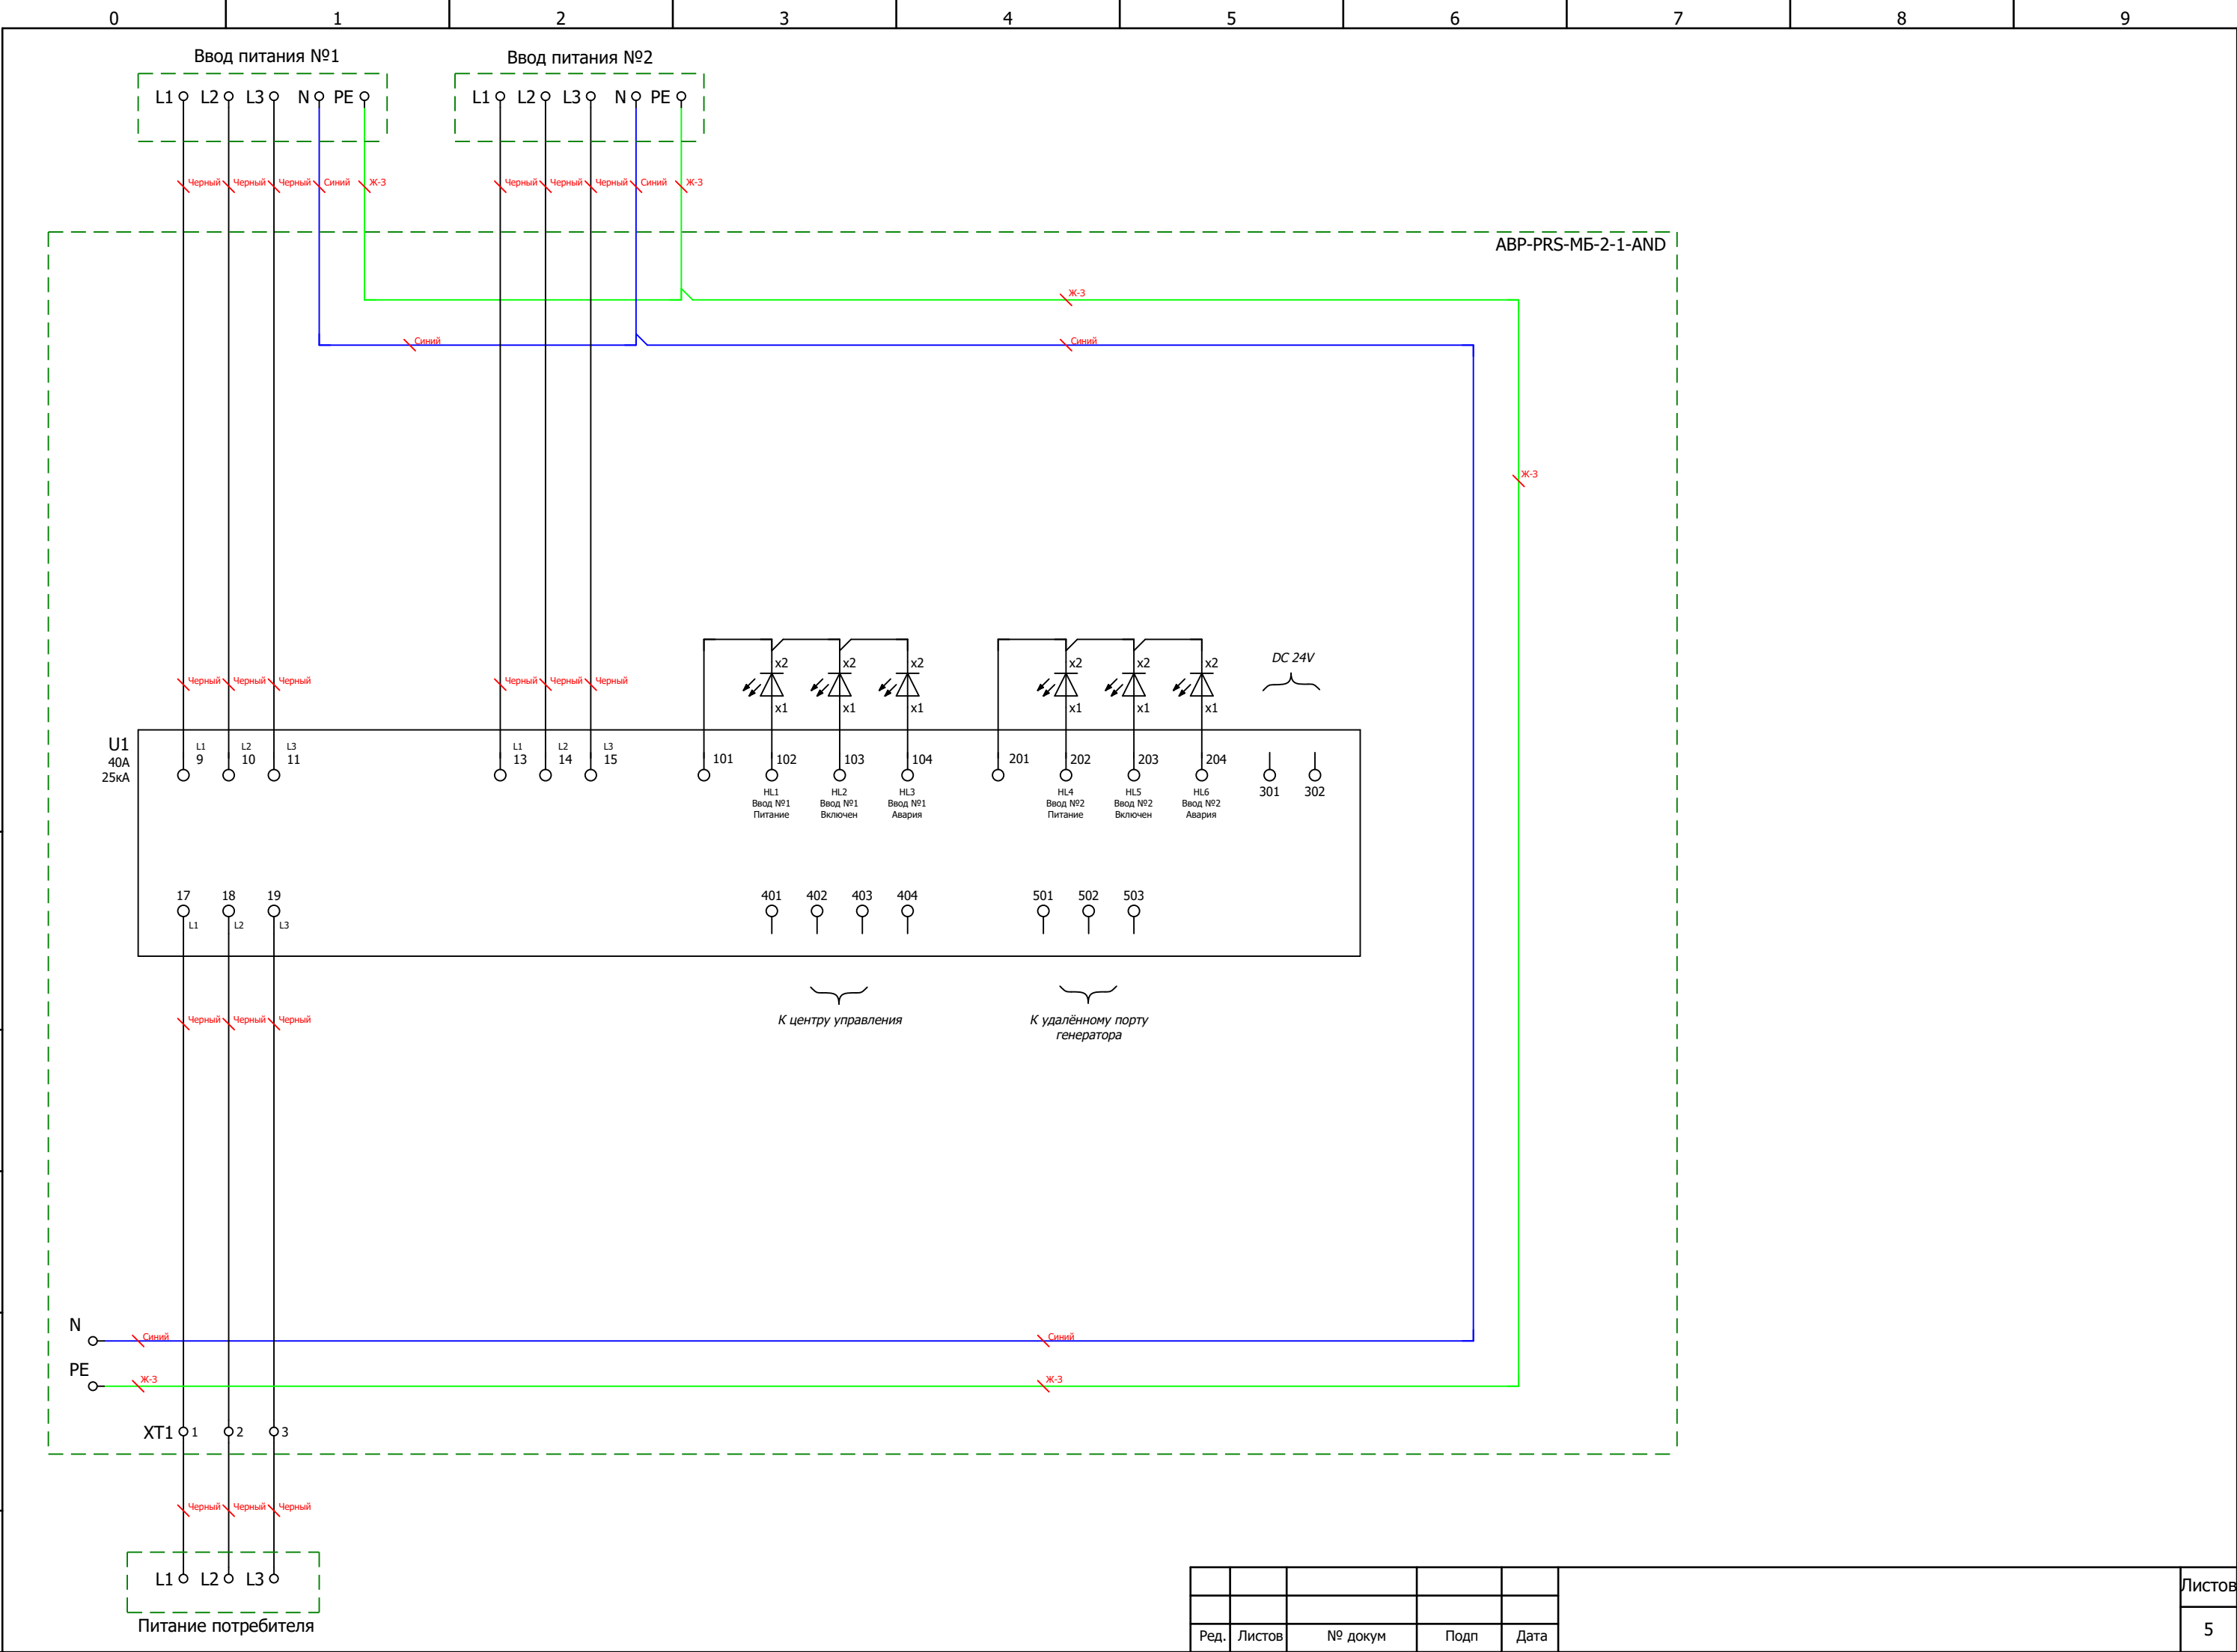 0 1 2 3 4 5 6 7 8 9
Ввод питания №1
Ввод питания №2
L1 L2 L3 N PE
L1 L2 L3 N PE
Черный Черный Черный Синий Ж-З
Черный Черный Черный Синий Ж-З
АВР-PRS-МБ-2-1-AND
Ж-З
Синий
Синий
Ж-З
x2 x2 x2
x2 x2 x2
DC 24V
Черный Черный Черный
Черный Черный Черный
x1 x1 x1
x1 x1 x1
U1
40А
25кА
L1 L2 L3
9 10 11
L1 L2 L3
13 14 15
101 102 103 104
201 202 203 204
HL1
Ввод №1
Питание
HL2
Ввод №1
Включен
HL3
Ввод №1
Авария
HL4
Ввод №2
Питание
HL5
Ввод №2
Включен
HL6
Ввод №2
Авария
301 302
17 18 19
L1 L2 L3
401 402 403 404
501 502 503
Черный Черный Черный
К центру управления
К удалённому порту
генератора
N
Синий
Синий
PE
Ж-З
Ж-З
XT1 1 2 3
Черный Черный Черный
L1 L2 L3
Питание потребителя
Ред. Листов № докум Подп Дата
Листов
5